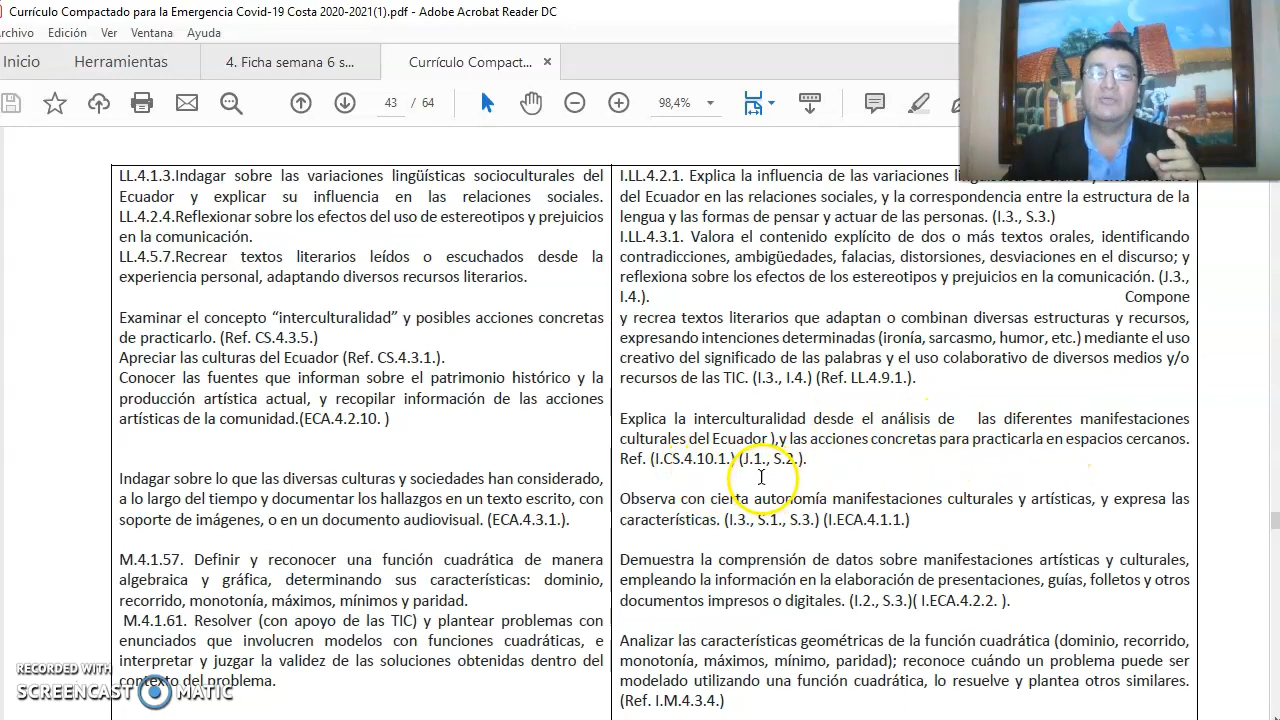 Currículo Compactado para la Emergencia Covid-19 Costa 2020-2021(1).pdf - Adobe Acrobat Reader DC
Archivo Edición Ver Ventana Ayuda
Inicio Herramientas 4. Ficha semana 6 s... Currículo Compact... ×
43 / 64 98,4%
LL.4.1.3.Indagar sobre las variaciones lingüísticas socioculturales del
Ecuador y explicar su influencia en las relaciones sociales.
LL.4.2.4.Reflexionar sobre los efectos del uso de estereotipos y prejuicios
en la comunicación.
LL.4.5.7.Recrear textos literarios leídos o escuchados desde la
experiencia personal, adaptando diversos recursos literarios.
Examinar el concepto “interculturalidad” y posibles acciones concretas
de practicarlo. (Ref. CS.4.3.5.)
Apreciar las culturas del Ecuador (Ref. CS.4.3.1.).
Conocer las fuentes que informan sobre el patrimonio histórico y la
producción artística actual, y recopilar información de las acciones
artísticas de la comunidad.(ECA.4.2.10. )
Indagar sobre lo que las diversas culturas y sociedades han considerado,
a lo largo del tiempo y documentar los hallazgos en un texto escrito, con
soporte de imágenes, o en un documento audiovisual. (ECA.4.3.1.).
M.4.1.57. Definir y reconocer una función cuadrática de manera
algebraica y gráfica, determinando sus características: dominio,
recorrido, monotonía, máximos, mínimos y paridad.
M.4.1.61. Resolver (con apoyo de las TIC) y plantear problemas con
enunciados que involucren modelos con funciones cuadráticas, e
interpretar y juzgar la validez de las soluciones obtenidas dentro del
contexto del problema.
I.LL.4.2.1. Explica la influencia de las variaciones
del Ecuador en las relaciones sociales, y la correspondencia entre la estructura de la
lengua y las formas de pensar y actuar de las personas. (I.3., S.3.)
I.LL.4.3.1. Valora el contenido explícito de dos o más textos orales, identificando
contradicciones, ambigüedades, falacias, distorsiones, desviaciones en el discurso; y
reflexiona sobre los efectos de los estereotipos y prejuicios en la comunicación. (J.3.,
I.4.). Compone
y recrea textos literarios que adaptan o combinan diversas estructuras y recursos,
expresando intenciones determinadas (ironía, sarcasmo, humor, etc.) mediante el uso
creativo del significado de las palabras y el uso colaborativo de diversos medios y/o
recursos de las TIC. (I.3., I.4.) (Ref. LL.4.9.1.).
Explica la interculturalidad desde el análisis de las diferentes manifestaciones
culturales del Ecuador ),y las acciones concretas para practicarla en espacios cercanos.
Ref. (I.CS.4.10.1.) (J.1., S.2.).
Observa con cierta autonomía manifestaciones culturales y artísticas, y expresa las
características. (I.3., S.1., S.3.) (I.ECA.4.1.1.)
Demuestra la comprensión de datos sobre manifestaciones artísticas y culturales,
empleando la información en la elaboración de presentaciones, guías, folletos y otros
documentos impresos o digitales. (I.2., S.3.)( I.ECA.4.2.2. ).
Analizar las características geométricas de la función cuadrática (dominio, recorrido,
monotonía, máximos, mínimo, paridad); reconoce cuándo un problema puede ser
modelado utilizando una función cuadrática, lo resuelve y plantea otros similares.
(Ref. I.M.4.3.4.)
RECORDED WITH
SCREENCAST MATIC